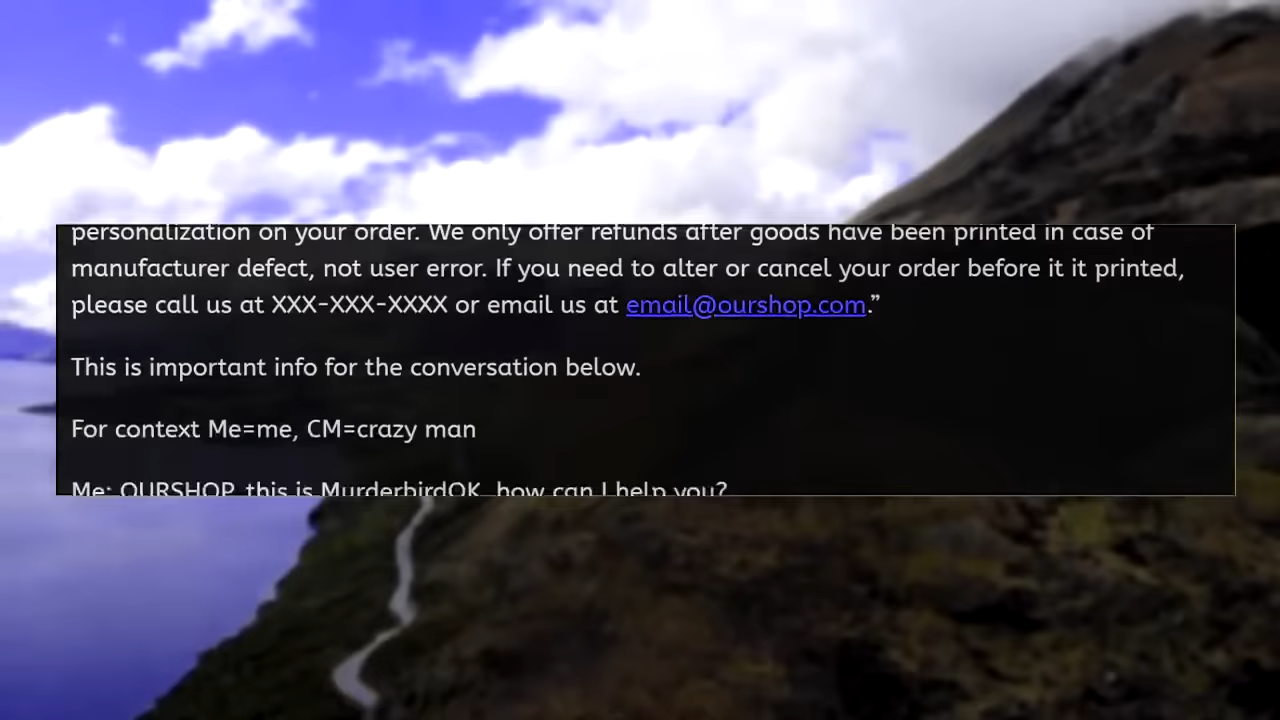 personalization on your order. We only offer refunds after goods have been printed in case of
manufacturer defect, not user error. If you need to alter or cancel your order before it it printed,
please call us at XXX-XXX-XXXX or email us at email@ourshop.com.”
This is important info for the conversation below.
For context Me=me, CM=crazy man
Me: OURSHOP, this is MurderbirdOK, how can I help you?